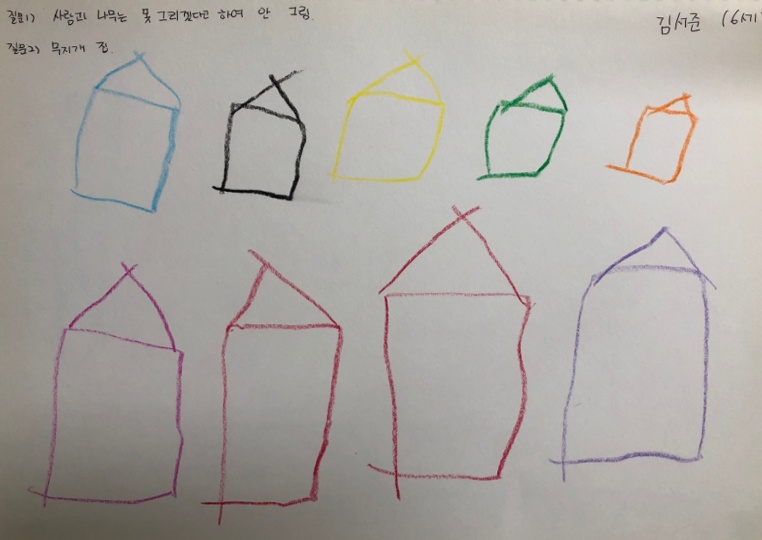 질문1) 사람과 나무는 못 그리겠다고 하여 안 그림.
김서준 (6세)
질문2) 무지개 집.